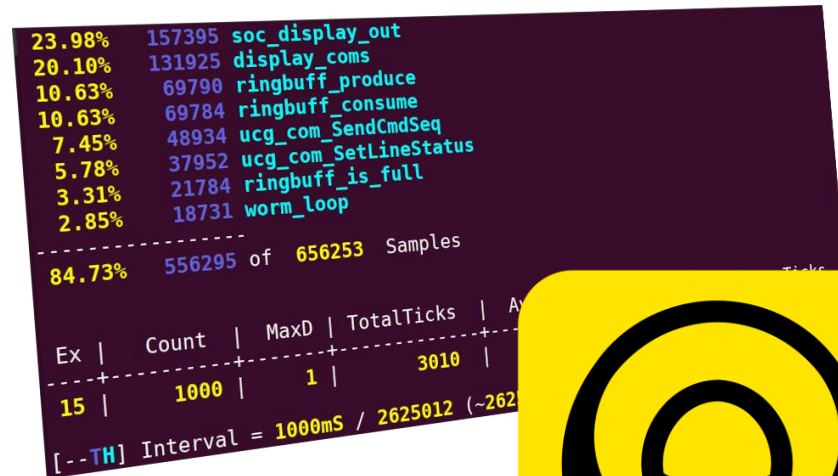 23.98% 157395 soc_display_out
20.10% 131925 display_coms
10.63% 69790 ringbuff_produce
10.63% 69784 ringbuff_consume
7.45% 48934 ucg_com_SendCmdSeq
5.78% 37952 ucg_com_SetLineStatus
3.31% 21784 ringbuff_is_full
2.85% 18731 worm_loop
-----------------
84.73% 556295 of 656253 Samples
Ex | Count | MaxD | TotalTicks |
----+----------+-------+------------+
15 | 1000 | 1 | 3010 |
[--TH] Interval = 1000mS / 2625012